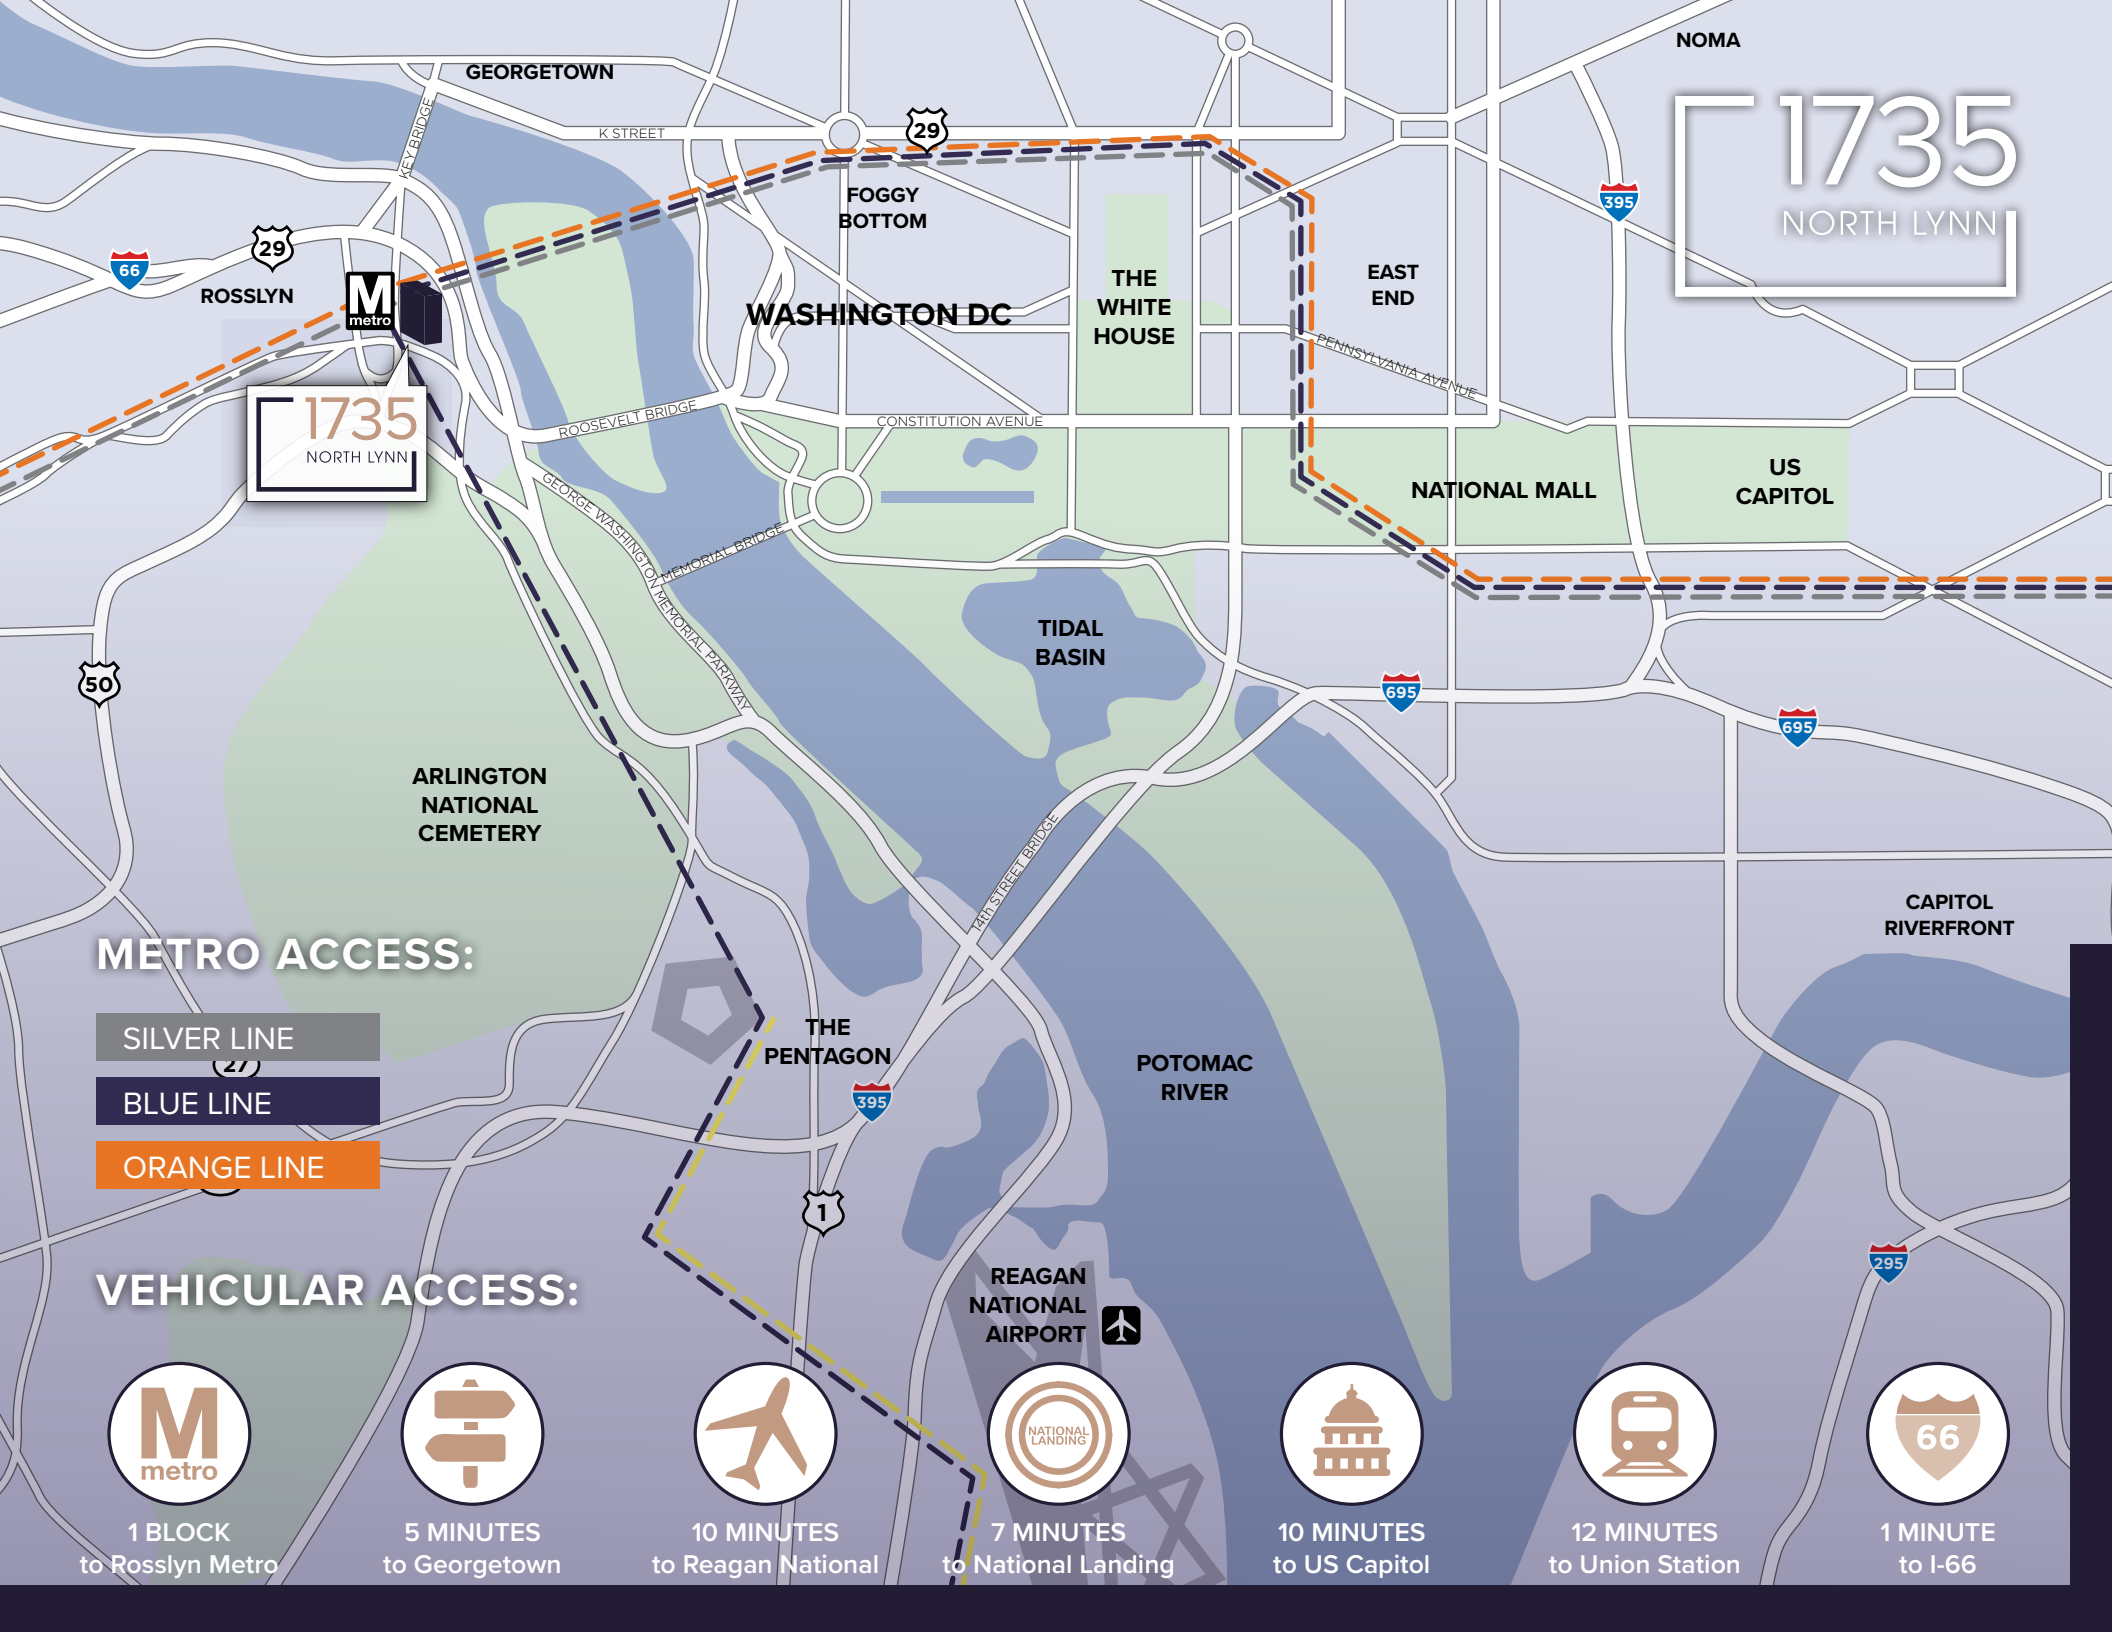 NOMA
GEORGETOWN
1735
NORTH LYNN
K STREET
29
KEY BRIDGE
395
FOGGY
BOTTOM
29
66
ROSSLYN
M
metro
WASHINGTON DC
THE
WHITE
HOUSE
EAST
END
PENNSYLVANIA AVENUE
1735
NORTH LYNN
ROOSEVELT BRIDGE
CONSTITUTION AVENUE
NATIONAL MALL
US
CAPITOL
GEORGE WASHINGTON MEMORIAL PARKWAY
MEMORIAL BRIDGE
TIDAL
BASIN
50
695
695
ARLINGTON
NATIONAL
CEMETERY
14th STREET BRIDGE
CAPITOL
RIVERFRONT
METRO ACCESS:
SILVER LINE
27
BLUE LINE
ORANGE LINE
THE
PENTAGON
395
POTOMAC
RIVER
1
295
REAGAN
NATIONAL
AIRPORT
VEHICULAR ACCESS:
M
metro
1 BLOCK
to Rosslyn Metro
5 MINUTES
to Georgetown
10 MINUTES
to Reagan National
NATIONAL
LANDING
7 MINUTES
to National Landing
10 MINUTES
to US Capitol
12 MINUTES
to Union Station
66
1 MINUTE
to I-66